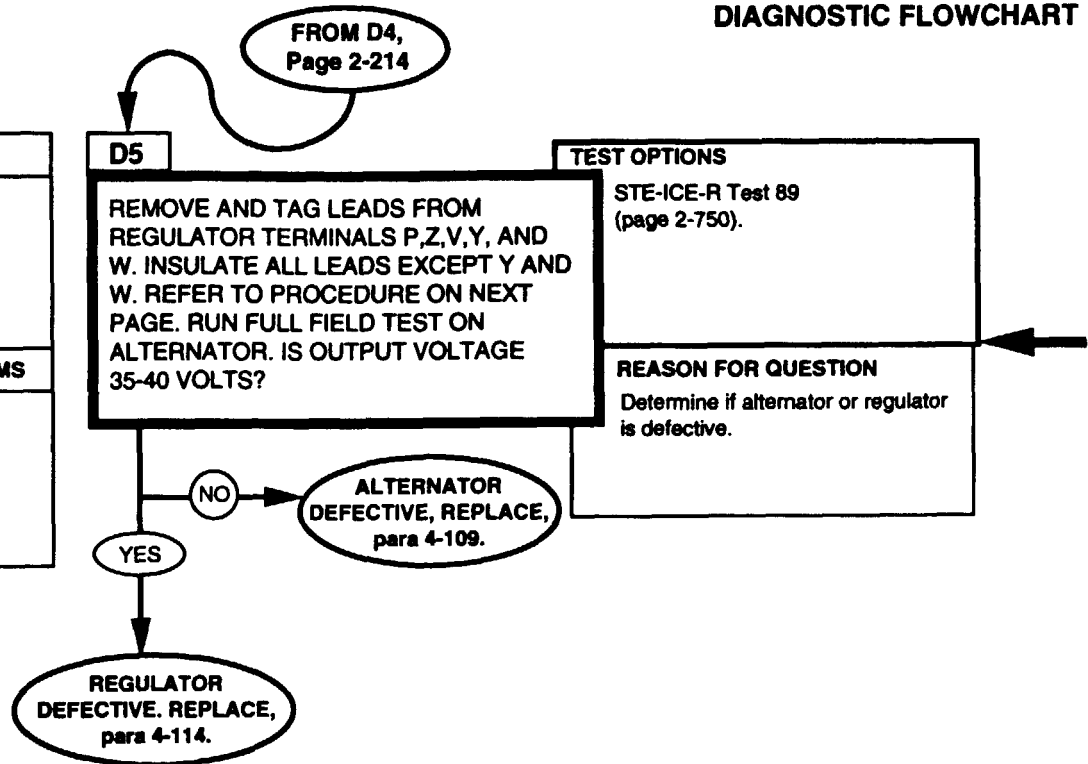 DIAGNOSTIC FLOWCHART
FROM D4,
Page 2-214
D5
REMOVE AND TAG LEADS FROM
REGULATOR TERMINALS P,Z,V,Y, AND
W. INSULATE ALL LEADS EXCEPT Y AND
W. REFER TO PROCEDURE ON NEXT
PAGE. RUN FULL FIELD TEST ON
ALTERNATOR. IS OUTPUT VOLTAGE
35-40 VOLTS?
TEST OPTIONS
STE-ICE-R Test 89
(page 2-750).
MS
REASON FOR QUESTION
Determine if alternator or regulator
is defective.
NO
ALTERNATOR
DEFECTIVE, REPLACE,
para 4-109.
YES
REGULATOR
DEFECTIVE. REPLACE,
para 4-114.